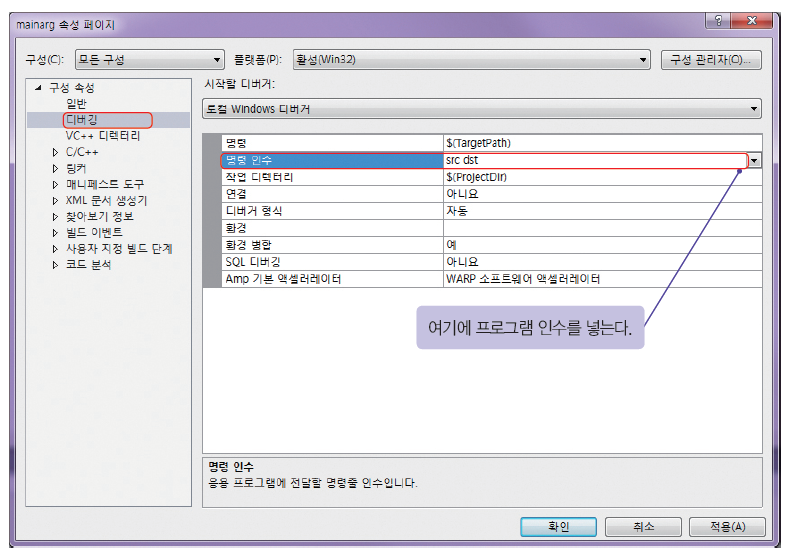 mainarg 속성 페이지
구성(C): 모든 구성 플랫폼(P): 활성(Win32) 구성 관리자(O)...
구성 속성
일반
디버깅
VC++ 디렉터리
C/C++
링커
매니페스트 도구
XML 문서 생성기
찾아보기 정보
빌드 이벤트
사용자 지정 빌드 단계
코드 분석
시작할 디버거:
로컬 Windows 디버거
명령 $(TargetPath)
명령 인수 src dst
작업 디렉터리 $(ProjectDir)
연결 아니요
디버거 형식 자동
환경
환경 병합 예
SQL 디버깅 아니요
Amp 기본 액셀러레이터 WARP 소프트웨어 액셀러레이터
여기에 프로그램 인수를 넣는다.
명령 인수
응용 프로그램에 전달할 명령줄 인수입니다.
확인 취소 적용(A)